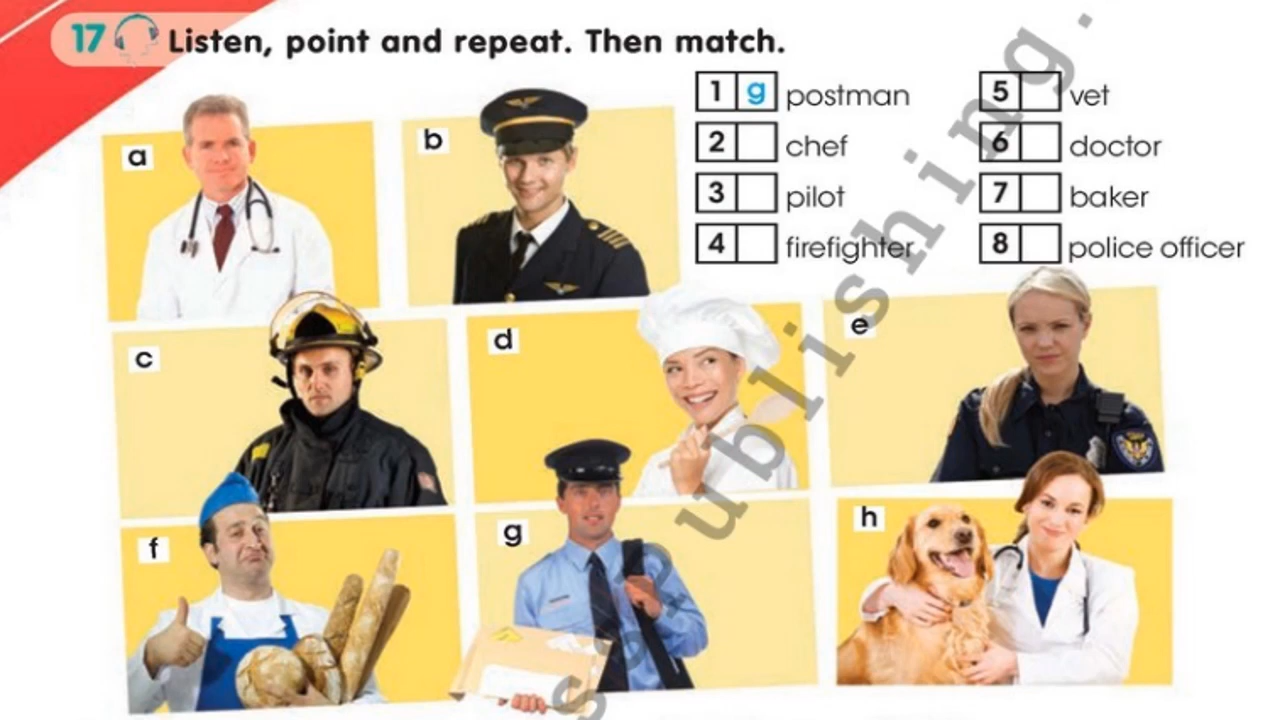 17 Listen, point and repeat. Then match.
1 g postman
2 chef
3 pilot
4 firefighter
5 vet
6 doctor
7 baker
8 police officer
a
b
c
d
e
f
g
h
ublishing.